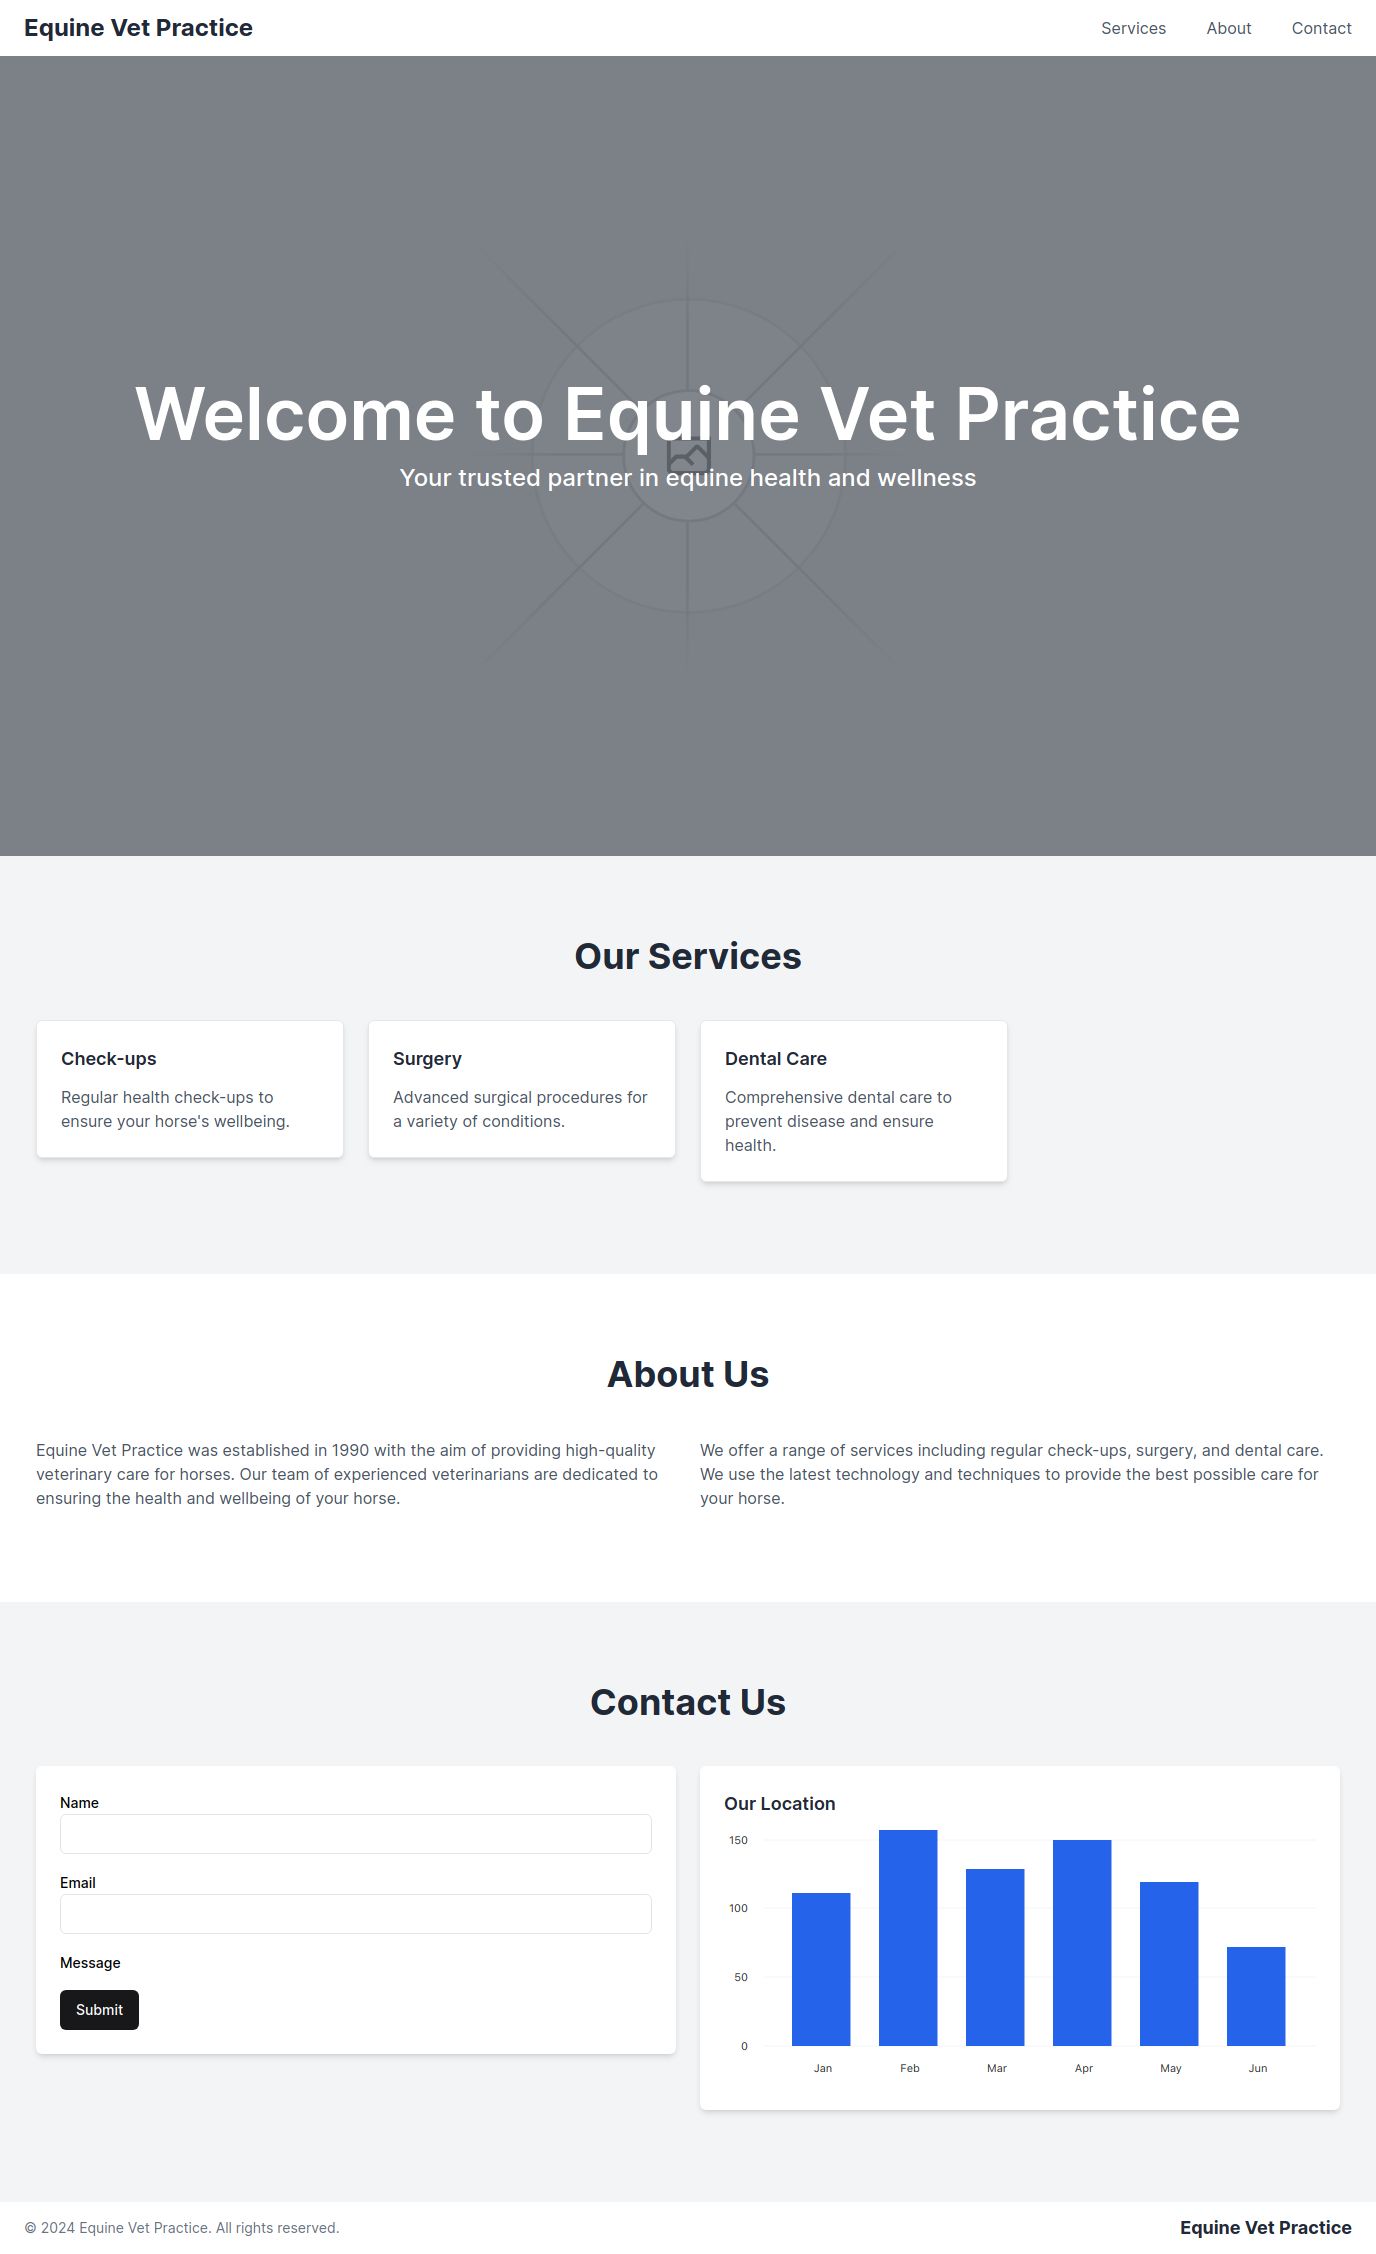 Equine Vet Practice
Services About Contact
Welcome to Equine Vet Practice
Your trusted partner in equine health and wellness
Our Services
Check-ups
Regular health check-ups to
ensure your horse's wellbeing.
Surgery
Advanced surgical procedures for
a variety of conditions.
Dental Care
Comprehensive dental care to
prevent disease and ensure
health.
About Us
Equine Vet Practice was established in 1990 with the aim of providing high-quality
veterinary care for horses. Our team of experienced veterinarians are dedicated to
ensuring the health and wellbeing of your horse.
We offer a range of services including regular check-ups, surgery, and dental care.
We use the latest technology and techniques to provide the best possible care for
your horse.
Contact Us
Name
Email
Message
Submit
Our Location
150
100
50
0
Jan Feb Mar Apr May Jun
© 2024 Equine Vet Practice. All rights reserved.
Equine Vet Practice